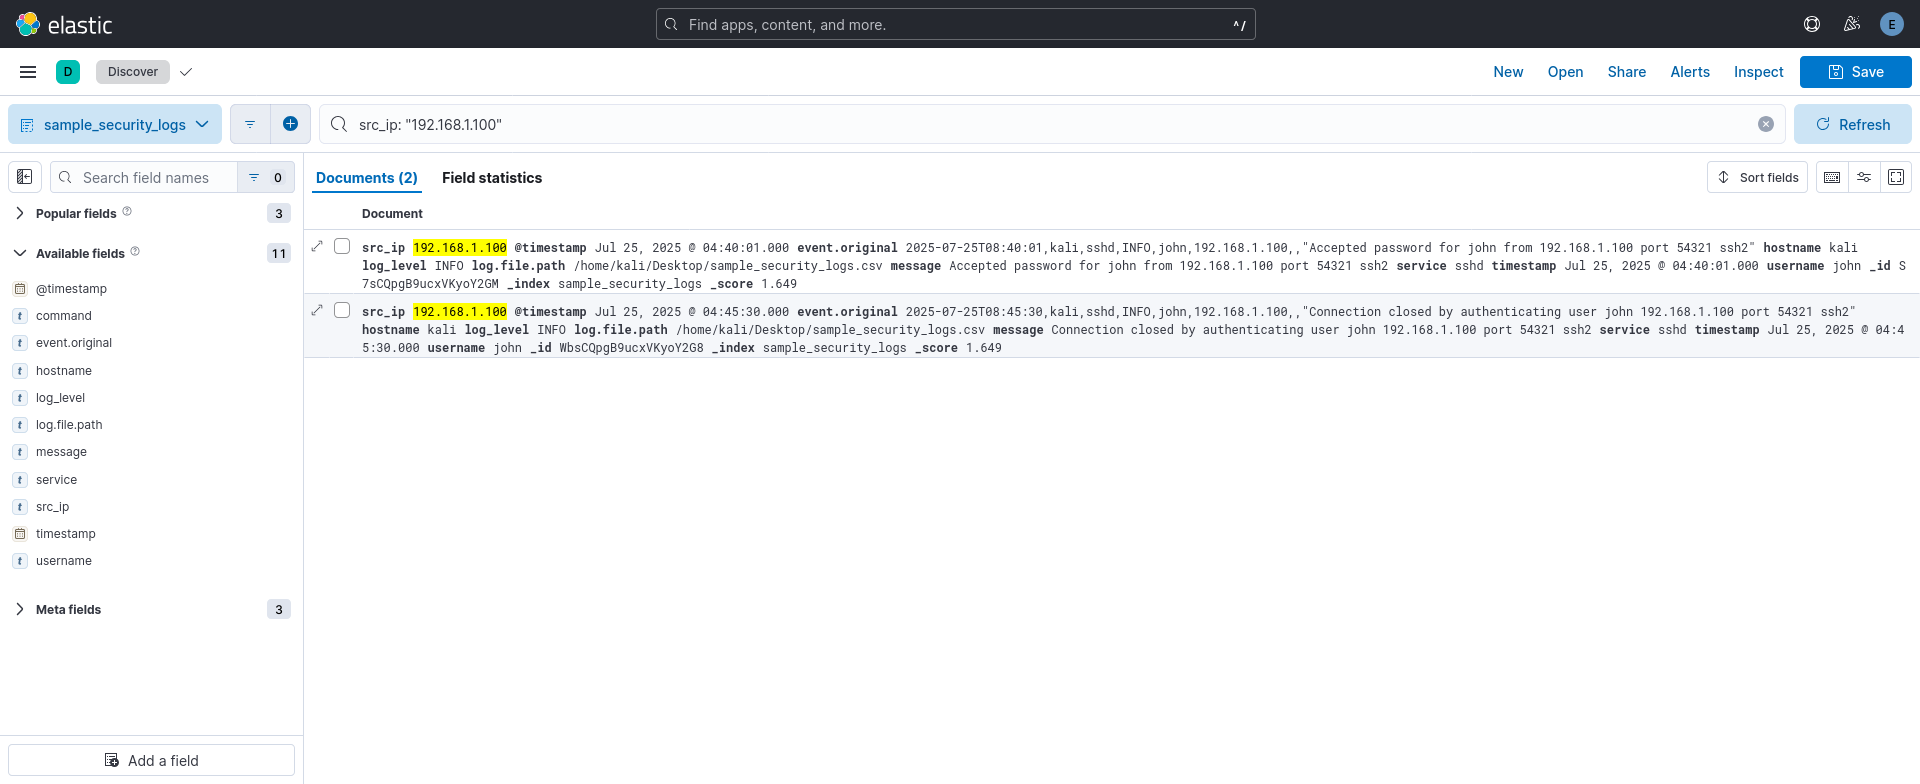 elastic
Find apps, content, and more.
^/
E
D
Discover
New
Open
Share
Alerts
Inspect
Save
sample_security_logs
src_ip: "192.168.1.100"
Refresh
Search field names
0
Documents (2)
Field statistics
Sort fields
Popular fields
3
Available fields
11
@timestamp
command
event.original
hostname
log_level
log.file.path
message
service
src_ip
timestamp
username
Meta fields
3
Add a field
Document
src_ip 192.168.1.100 @timestamp Jul 25, 2025 @ 04:40:01.000 event.original 2025-07-25T08:40:01,kali,sshd,INFO,john,192.168.1.100,,"Accepted password for john from 192.168.1.100 port 54321 ssh2" hostname kali
log_level INFO log.file.path /home/kali/Desktop/sample_security_logs.csv message Accepted password for john from 192.168.1.100 port 54321 ssh2 service sshd timestamp Jul 25, 2025 @ 04:40:01.000 username john _id S
7sCQpgB9ucxVKyoY2GM _index sample_security_logs _score 1.649
src_ip 192.168.1.100 @timestamp Jul 25, 2025 @ 04:45:30.000 event.original 2025-07-25T08:45:30,kali,sshd,INFO,john,192.168.1.100,,"Connection closed by authenticating user john 192.168.1.100 port 54321 ssh2"
hostname kali log_level INFO log.file.path /home/kali/Desktop/sample_security_logs.csv message Connection closed by authenticating user john 192.168.1.100 port 54321 ssh2 service sshd timestamp Jul 25, 2025 @ 04:4
5:30.000 username john _id WbsCQpgB9ucxVKyoY2G8 _index sample_security_logs _score 1.649